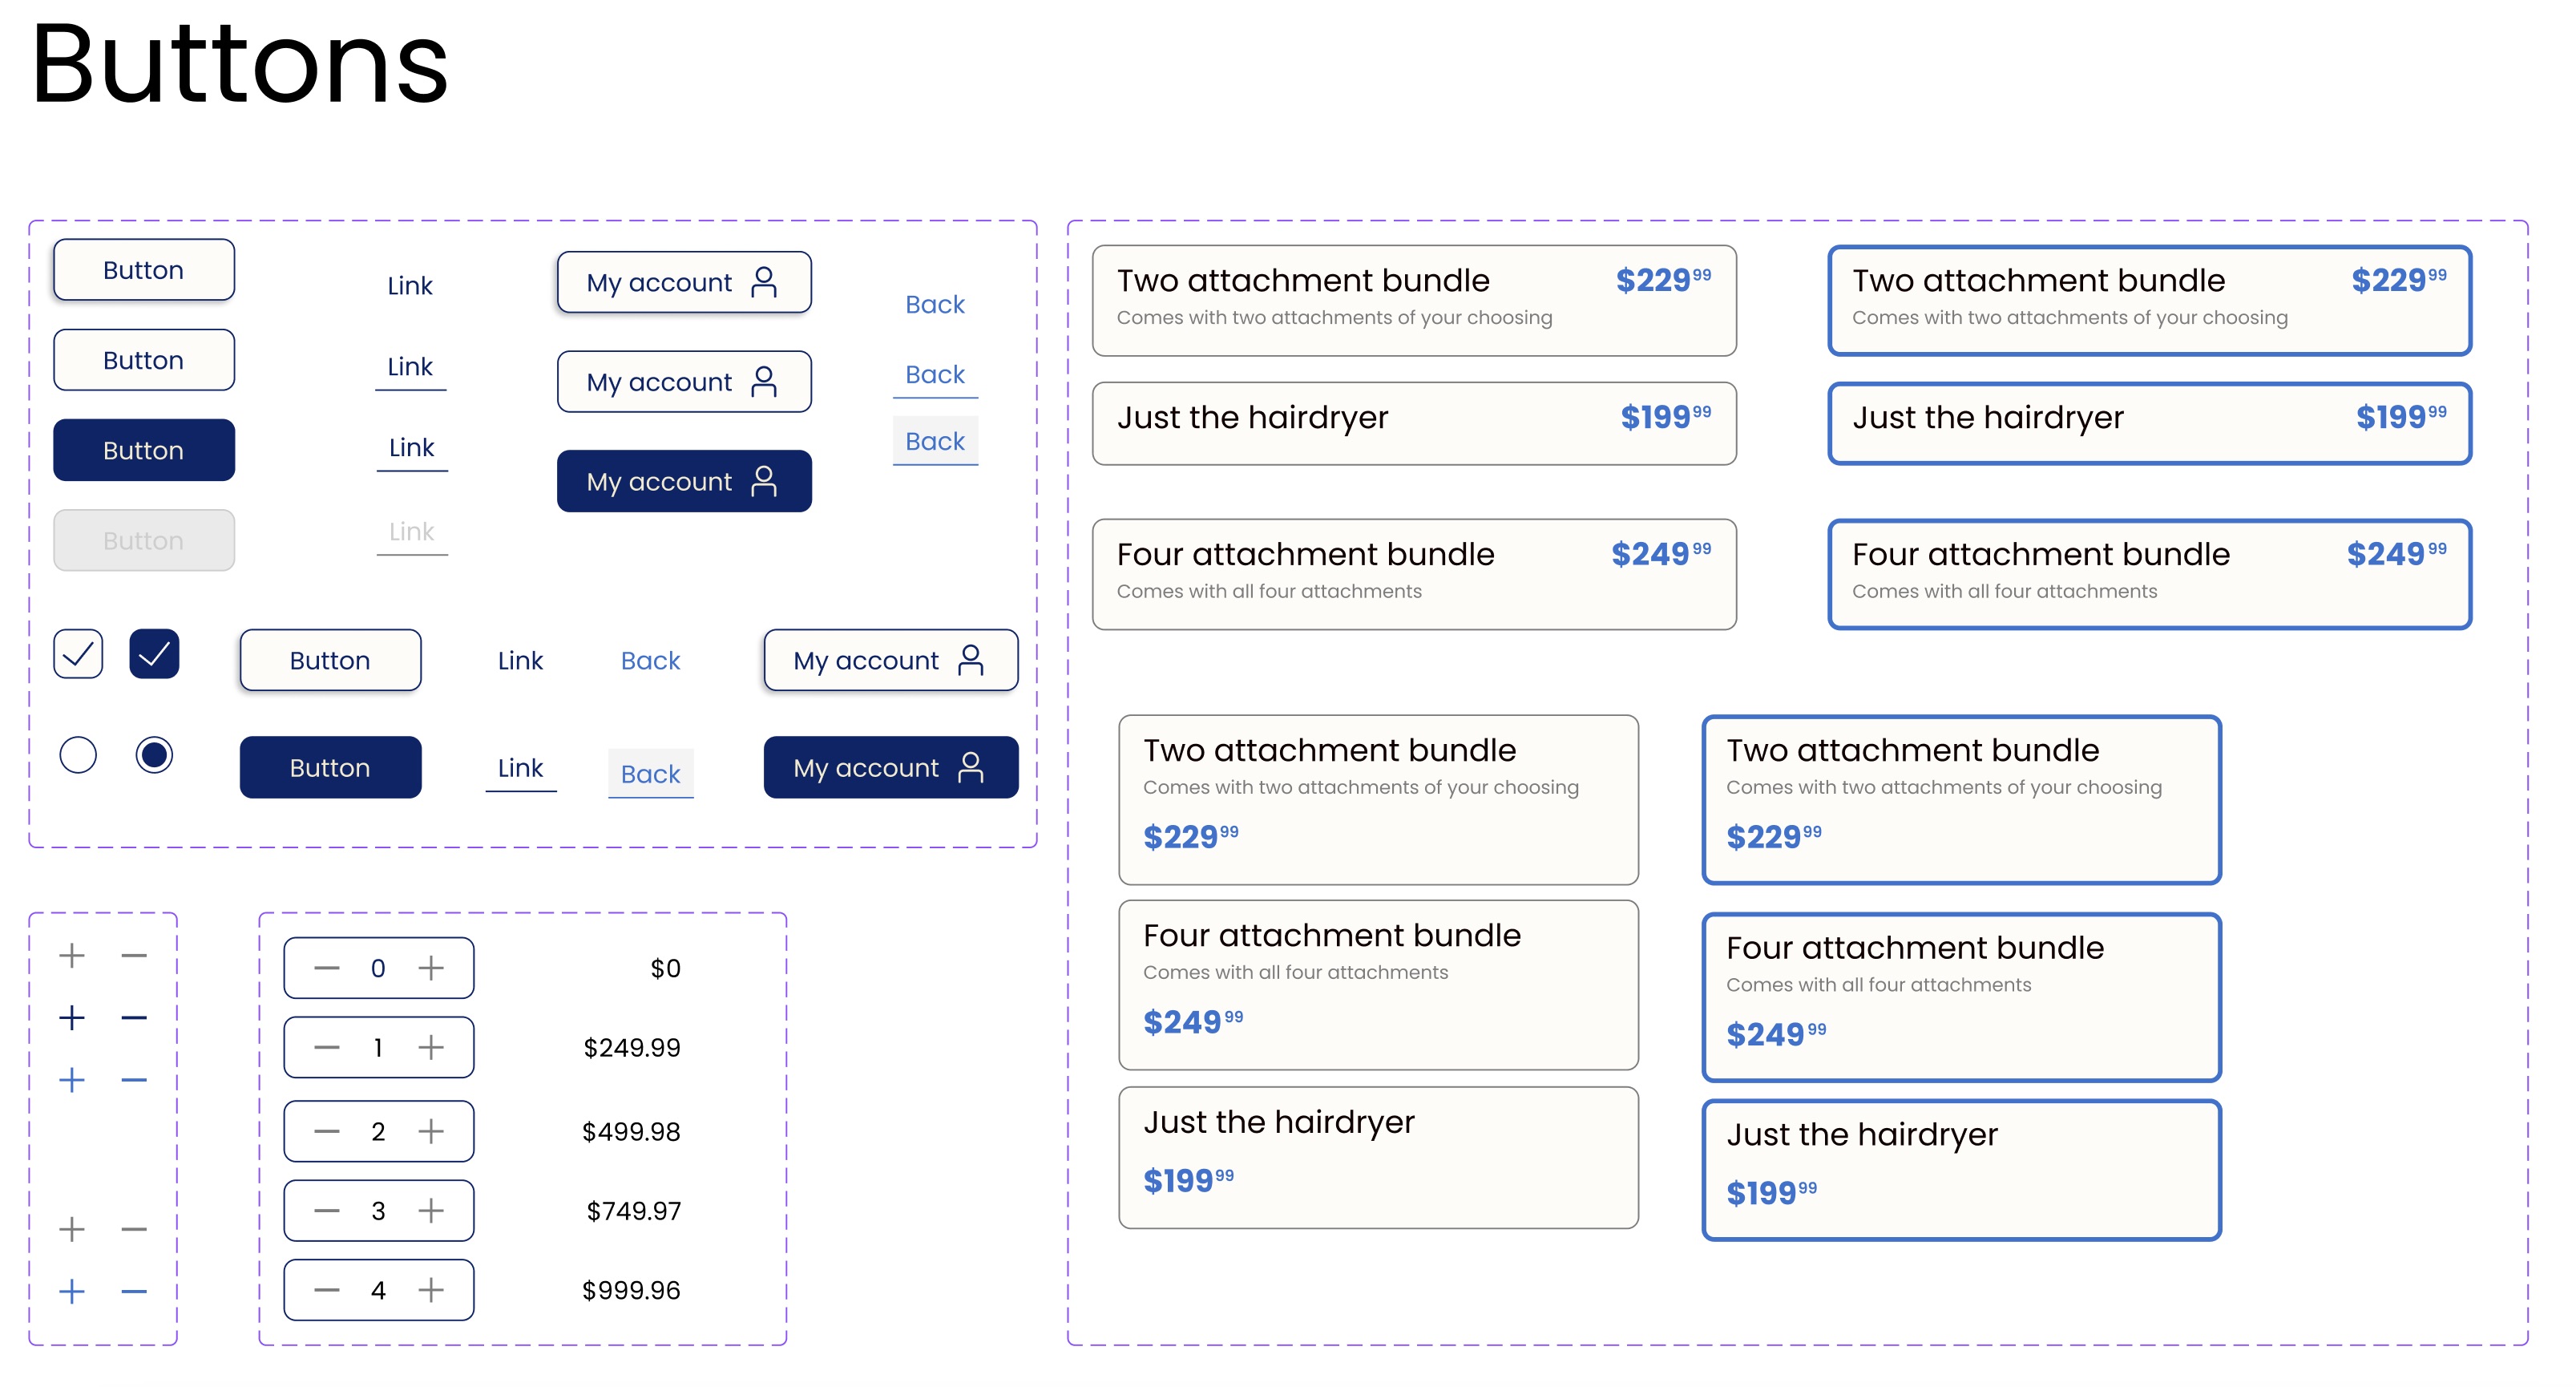 Buttons
Button
Link
My account
Back
Button
Link
My account
Back
Button
Link
My account
Back
Button
Link
Button
Link
Back
My account
Button
Link
Back
My account
0
$0
1
$249.99
2
$499.98
3
$749.97
4
$999.96
Two attachment bundle $229 99
Comes with two attachments of your choosing
Just the hairdryer $199 99
Four attachment bundle $249 99
Comes with all four attachments
Two attachment bundle $229 99
Comes with two attachments of your choosing
Just the hairdryer $199 99
Four attachment bundle $249 99
Comes with all four attachments
Two attachment bundle
Comes with two attachments of your choosing
$229 99
Four attachment bundle
Comes with all four attachments
$249 99
Just the hairdryer
$199 99
Two attachment bundle
Comes with two attachments of your choosing
$229 99
Four attachment bundle
Comes with all four attachments
$249 99
Just the hairdryer
$199 99